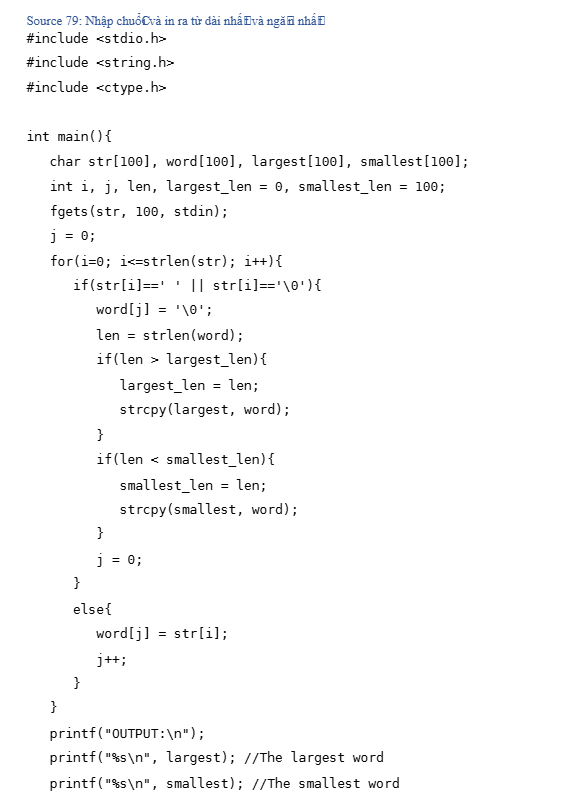 Source 79: Nhập chuỗi và in ra từ dài nhất và ngắn nhất
#include <stdio.h>
#include <string.h>
#include <ctype.h>
int main(){
char str[100], word[100], largest[100], smallest[100];
int i, j, len, largest_len = 0, smallest_len = 100;
fgets(str, 100, stdin);
j = 0;
for(i=0; i<=strlen(str); i++){
if(str[i]==' ' || str[i]=='\0'){
word[j] = '\0';
len = strlen(word);
if(len > largest_len){
largest_len = len;
strcpy(largest, word);
}
if(len < smallest_len){
smallest_len = len;
strcpy(smallest, word);
}
j = 0;
}
else{
word[j] = str[i];
j++;
}
}
printf("OUTPUT:\n");
printf("%s\n", largest); //The largest word
printf("%s\n", smallest); //The smallest word